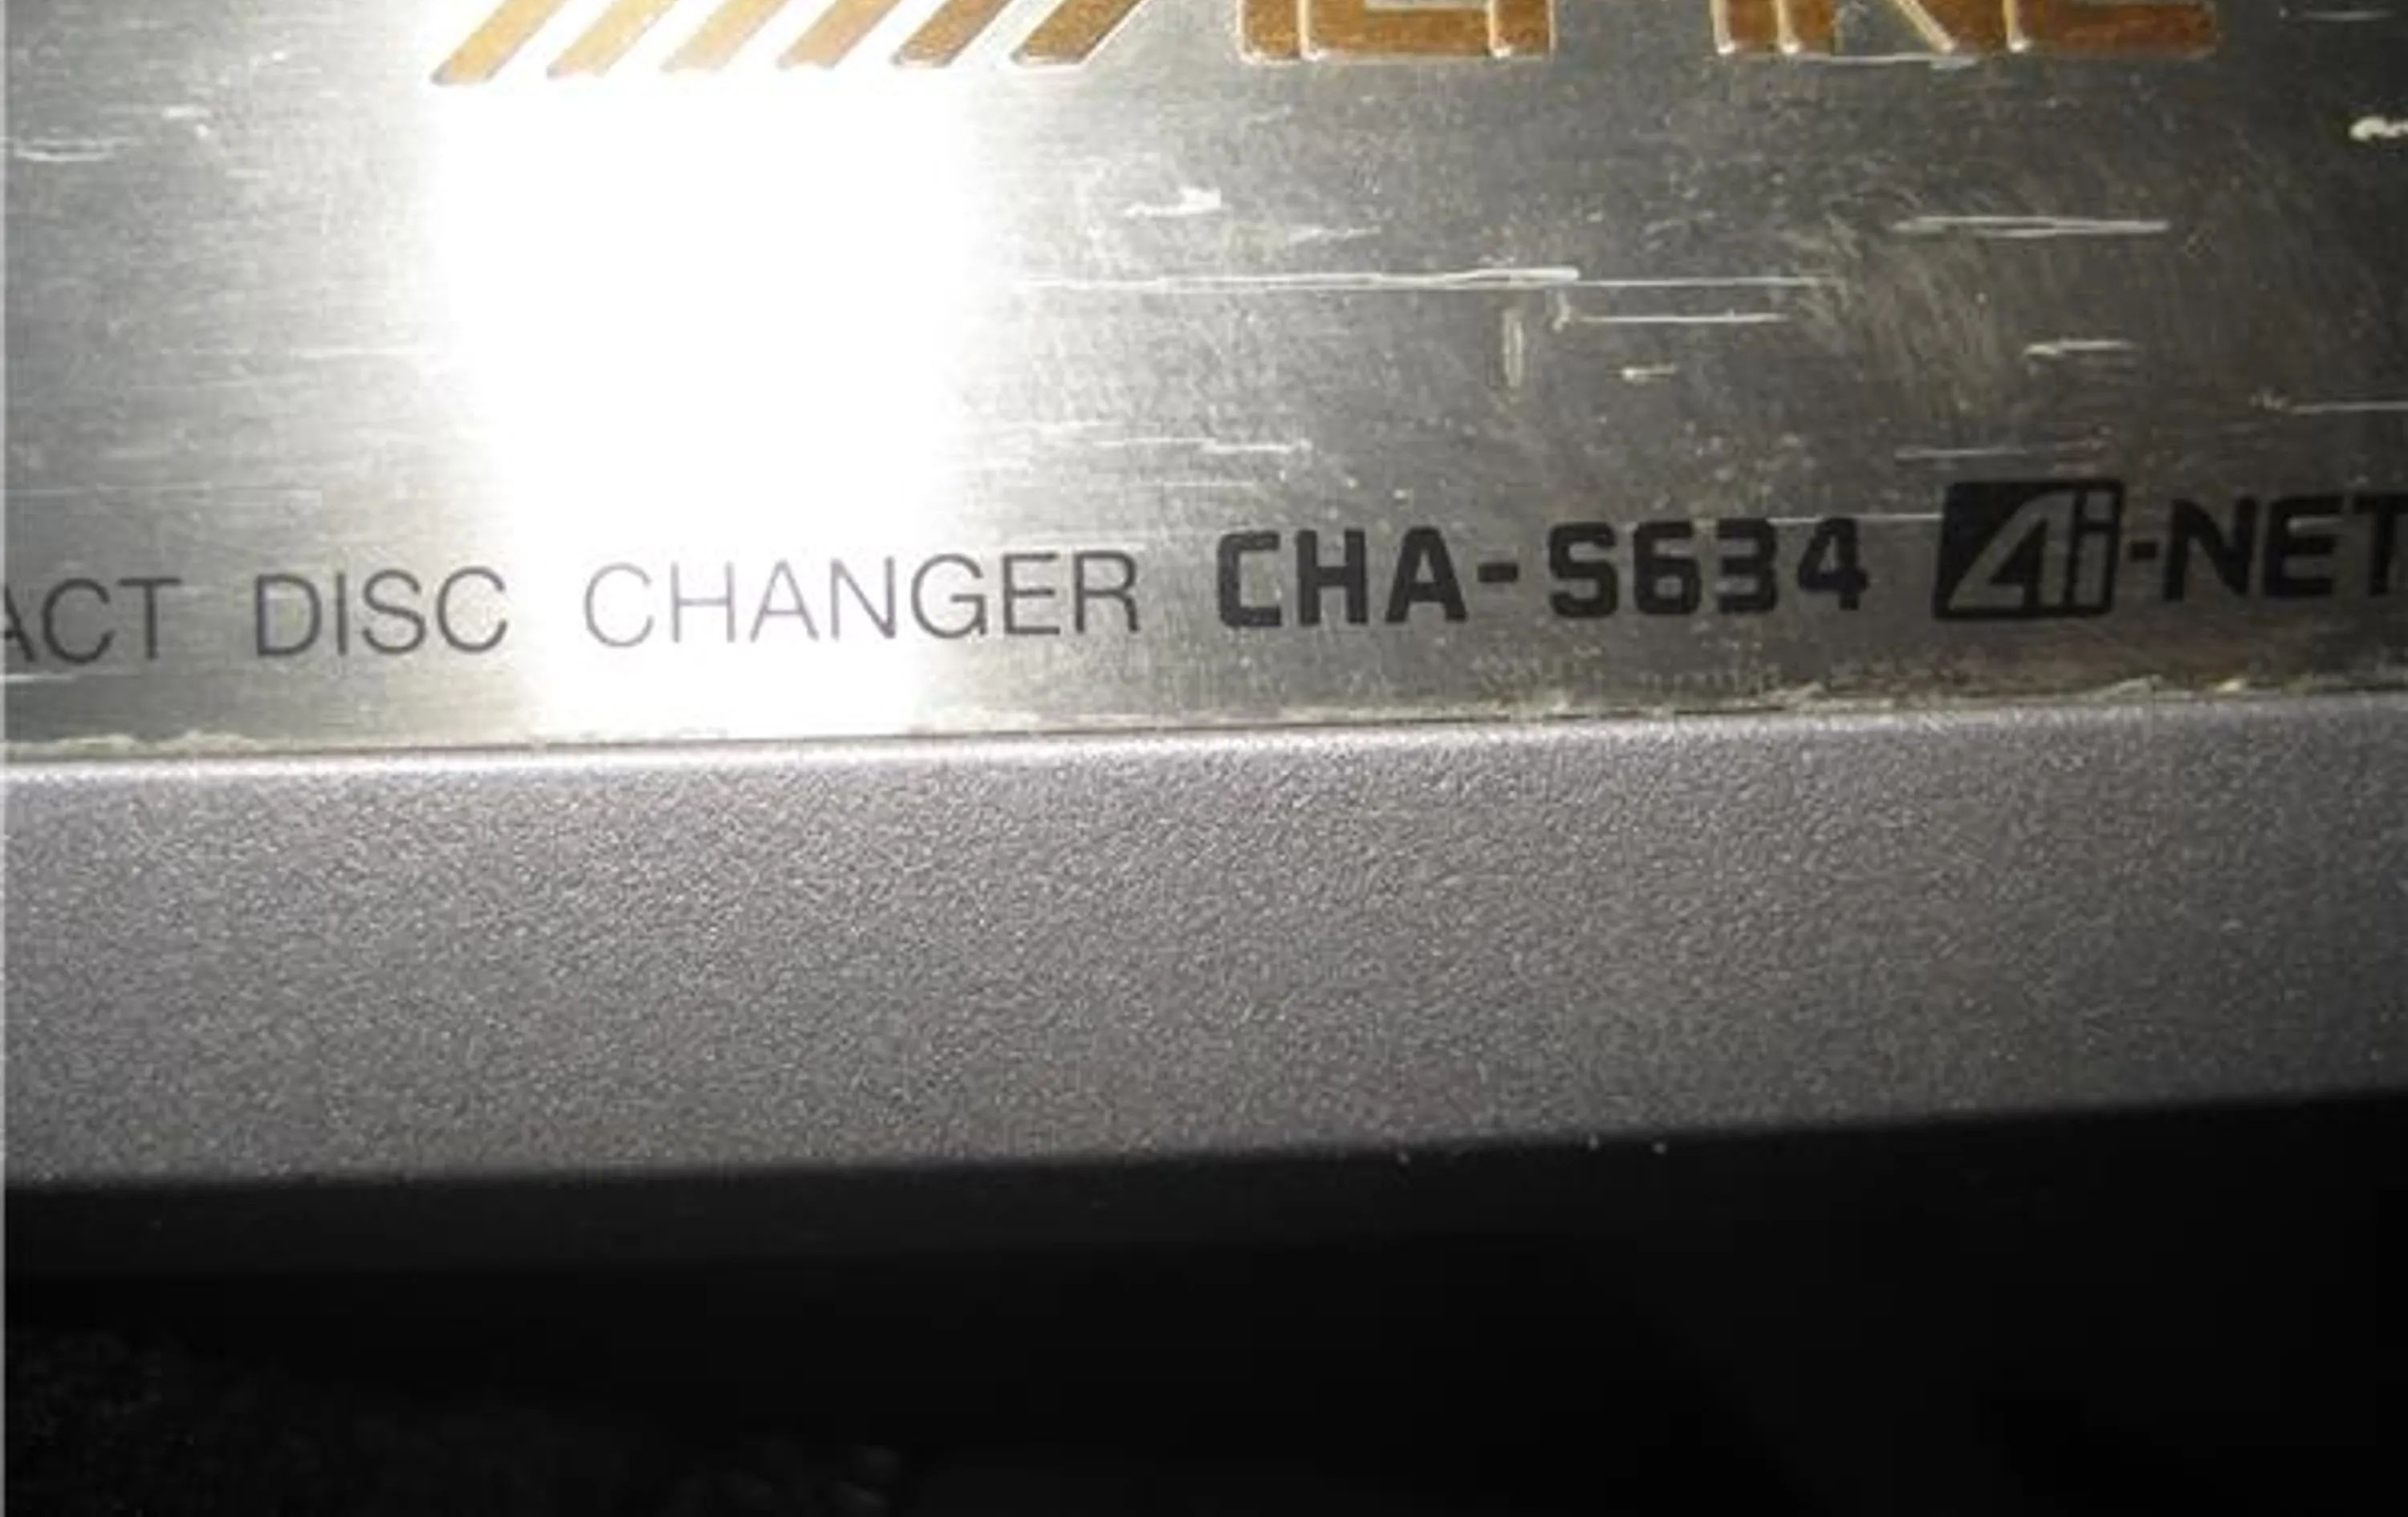 ACT DISC CHANGER CHA-S634 Ai-NET